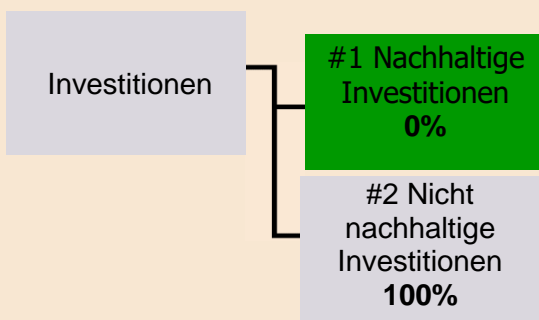 Investitionen
#1 Nachhaltige
Investitionen
0%
#2 Nicht
nachhaltige
Investitionen
100%